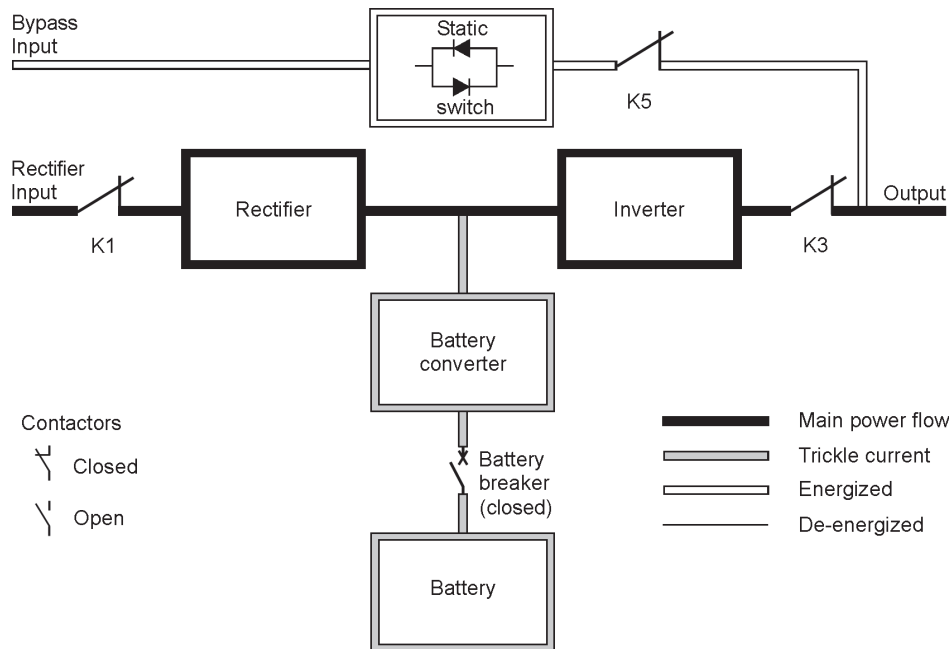 Bypass
Input
Static
switch
K5
Rectifier
Input
K1
Rectifier
Inverter
K3
Output
Battery
converter
Battery
breaker
(closed)
Battery
Contactors
Closed
Open
Main power flow
Trickle current
Energized
De-energized